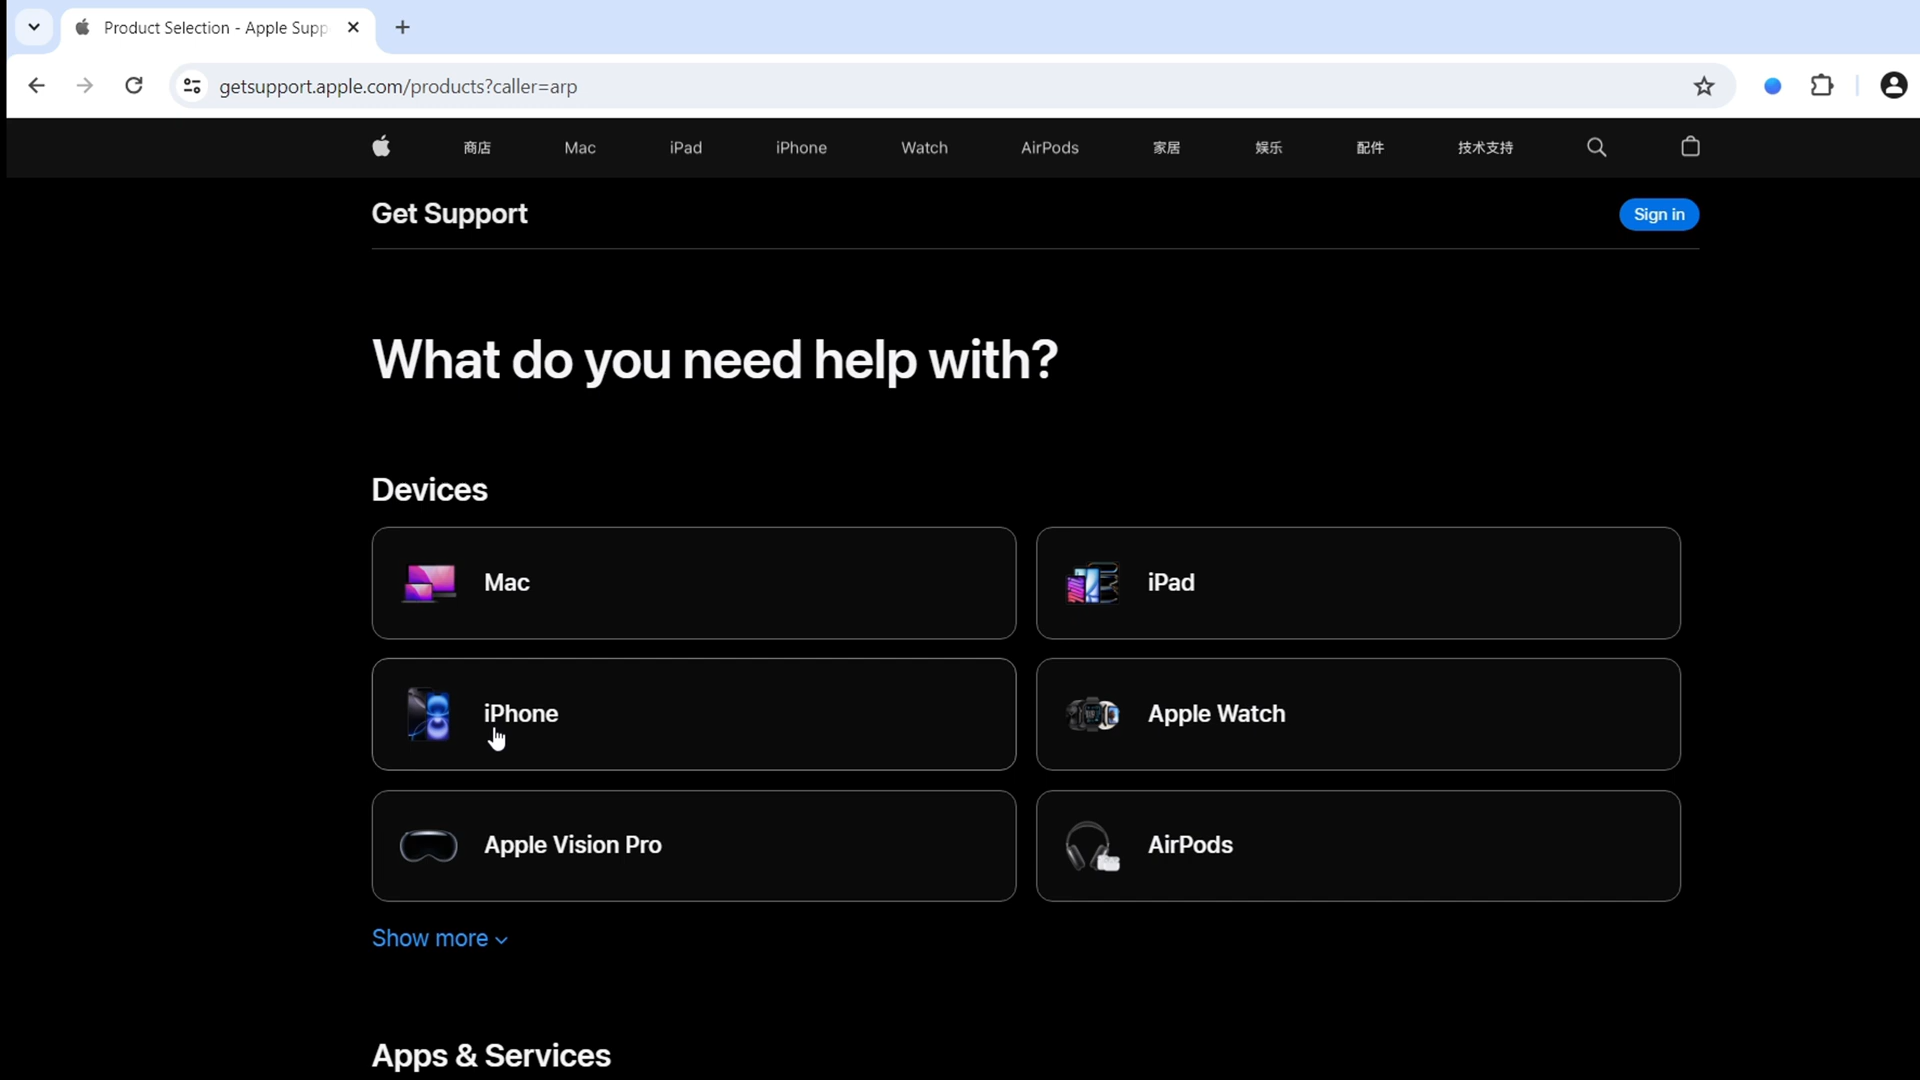 Product Selection - Apple Supp
getsupport.apple.com/products?caller=arp
商店 Mac iPad iPhone Watch AirPods 家居 娱乐 配件 技术支持
Get Support
Sign in
What do you need help with?
Devices
Mac
iPad
iPhone
Apple Watch
Apple Vision Pro
AirPods
Show more
Apps & Services